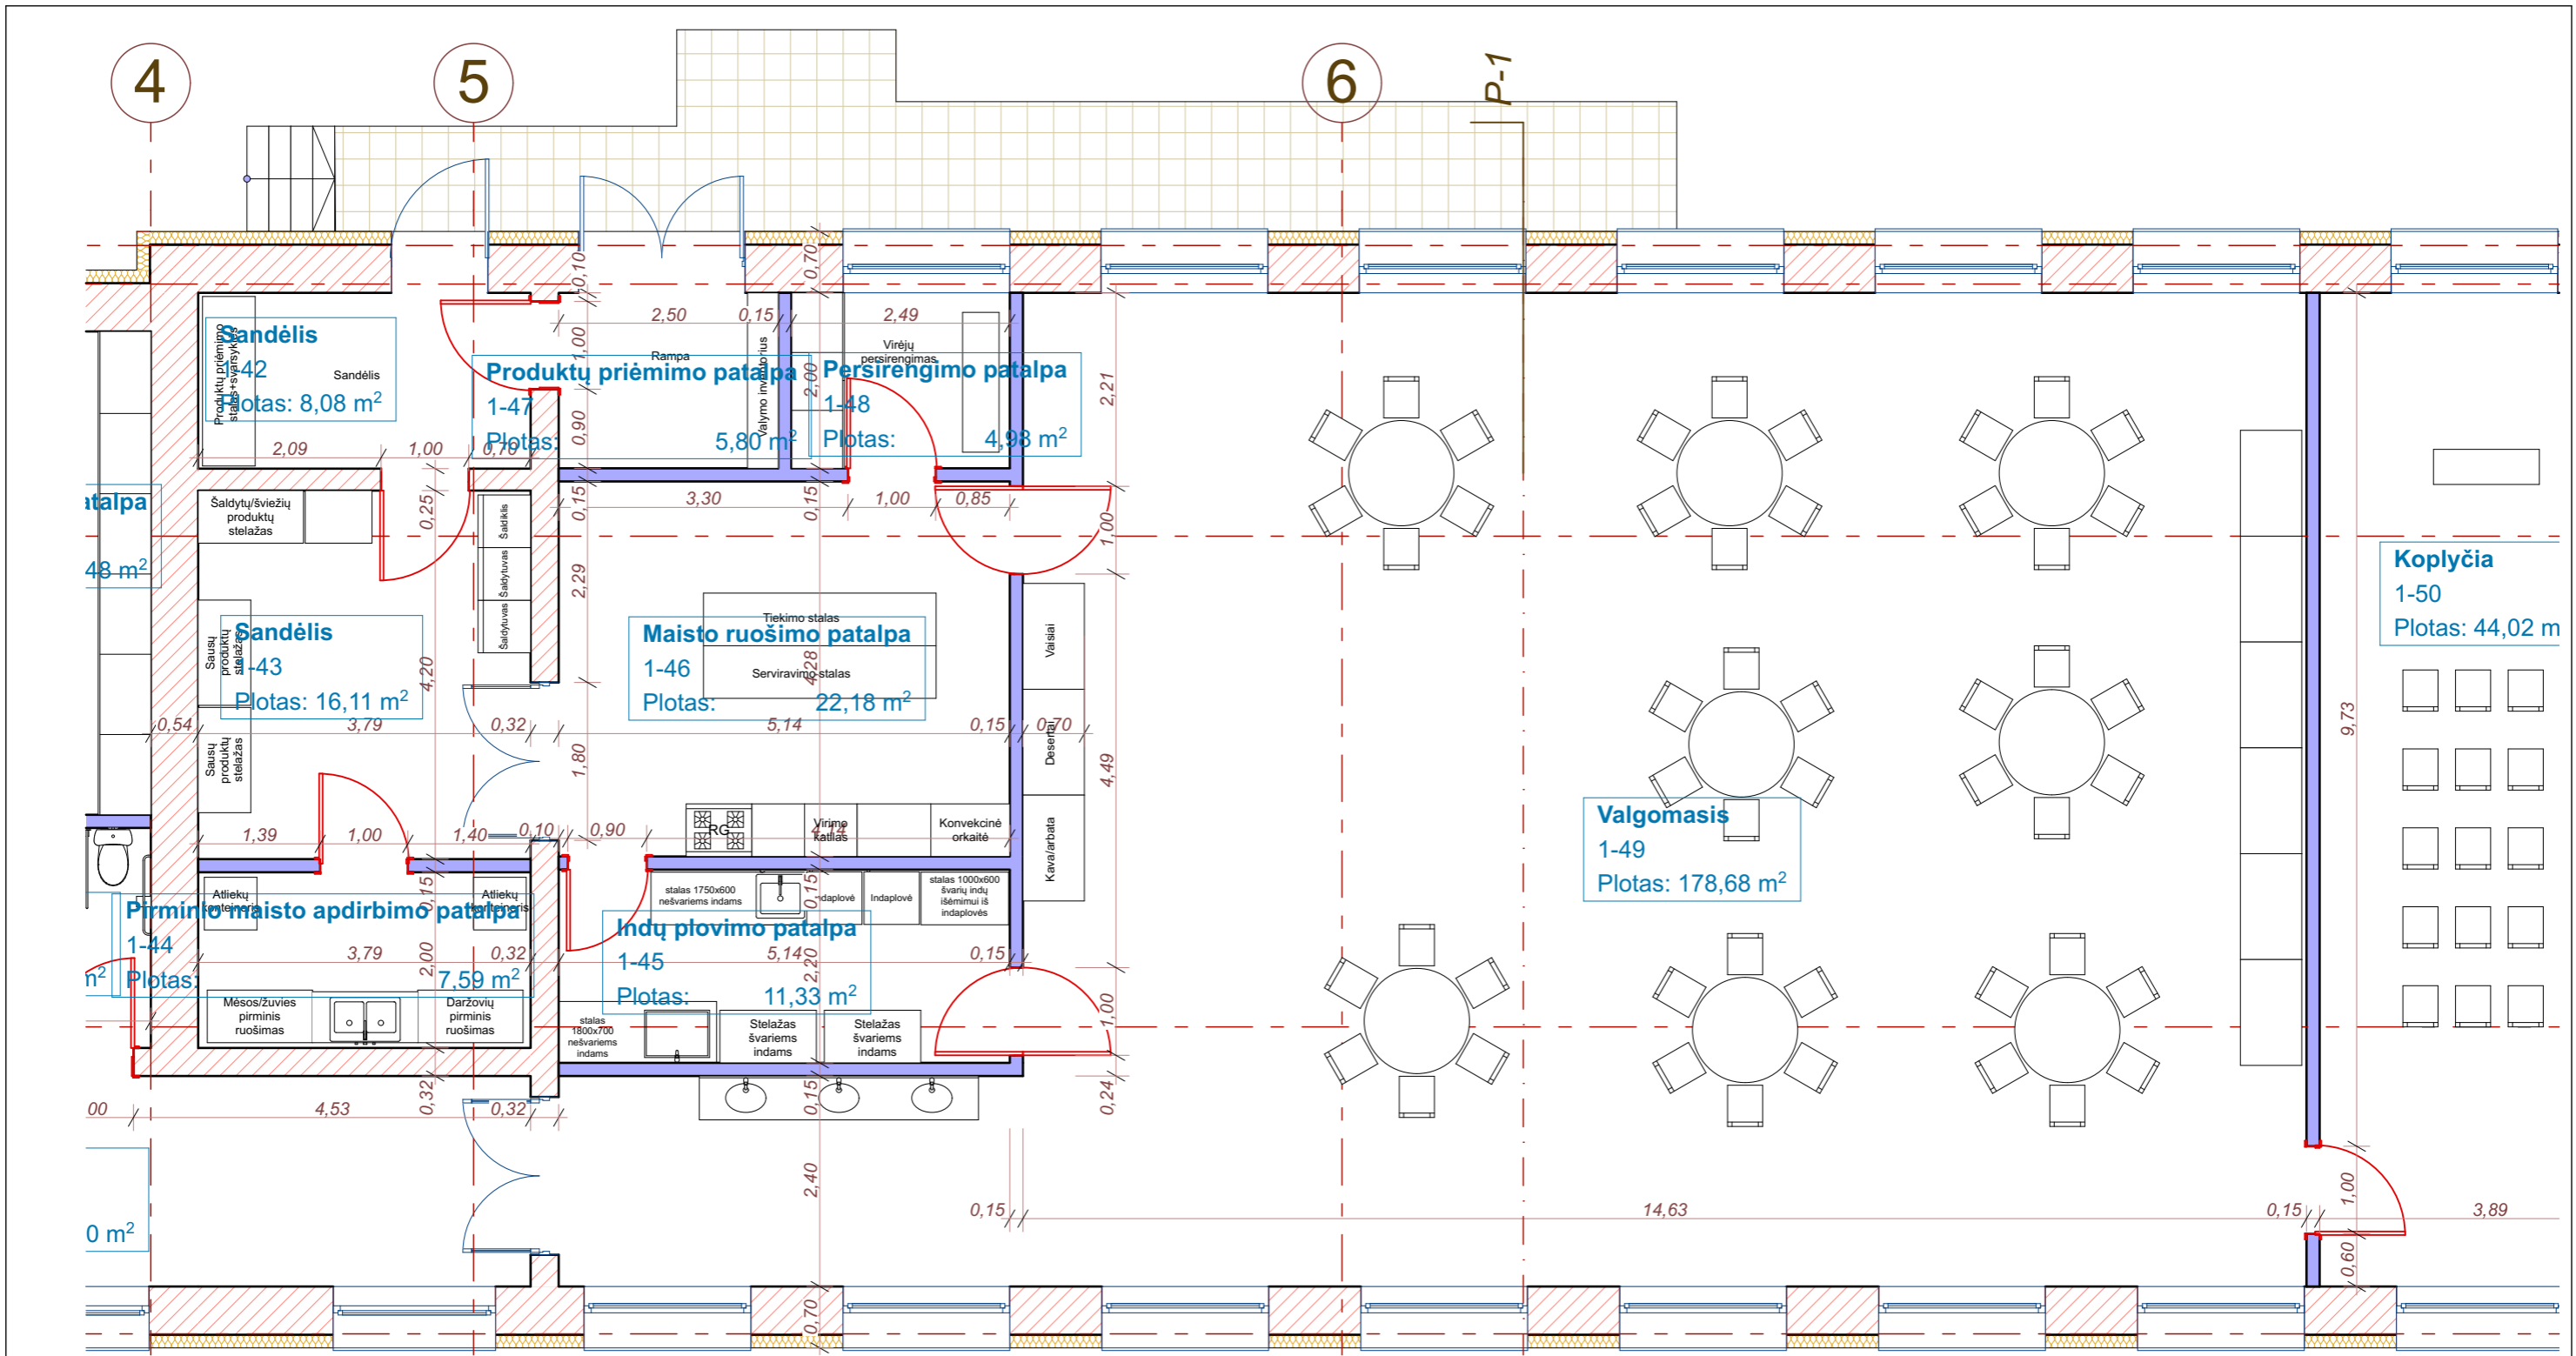 4
5
6
P-1
0,70
0,10
2,50
0,15
2,49
1,00
Rampa
Valymo inventorius
Virėjų
persirengimas
2,00
Sandėlis
1-42
Plotas: 8,08 m²
Sandėlis
Produktų priėmimo
stalas+svarsyklės
Produktų priėmimo patalpa
1-47
Plotas: 5,80 m²
Persirengimo patalpa
1-48
Plotas: 4,98 m²
2,21
0,90
2,09
1,00
0,70
atalpa
48 m²
Šaldytų/šviežių
produktų
stelažas
0,25
Šaldiklis
Šaldytuvas
Šaldytuvas
0,15
3,30
0,15
1,00
0,85
1,00
2,29
Koplyčia
1-50
Plotas: 44,02 m
Sandėlis
1-43
Plotas: 16,11 m²
Sausų
produktų
stelažas
Sausų
produktų
stelažas
4,20
Tiekimo stalas
Serviravimo stalas
Maisto ruošimo patalpa
1-46
Plotas: 22,18 m²
4,28
Vaisiai
Desertai
Kava/arbata
0,54
3,79
0,32
5,14
0,15
0,70
1,80
4,49
9,73
1,39
1,00
1,40
0,10
0,90
RG
Virimo
katilas
4,14
Konvekcinė
orkaitė
Valgomasis
1-49
Plotas: 178,68 m²
Atliekų
konteineris
0,15
Atliekų
konteineris
Pirminio maisto apdirbimo patalpa
1-44
Plotas: 7,59 m²
m²
stalas 1750x600
nešvariems indams
0,15
Indaplovė
Indaplovė
stalas 1000x600
švarių indų
išėmimui iš
indaplovės
Indų plovimo patalpa
1-45
Plotas: 11,33 m²
3,79
0,32
2,00
5,14
2,20
0,15
Mėsos/žuvies
pirminis
ruošimas
Daržovių
pirminis
ruošimas
stalas
1800x700
nešvariems
indams
Stelažas
švariems
indams
Stelažas
švariems
indams
1,00
0,32
0,15
0,24
00
4,53
0,32
2,40
0 m²
0,15
14,63
0,15
1,00
3,89
0,60
0,70